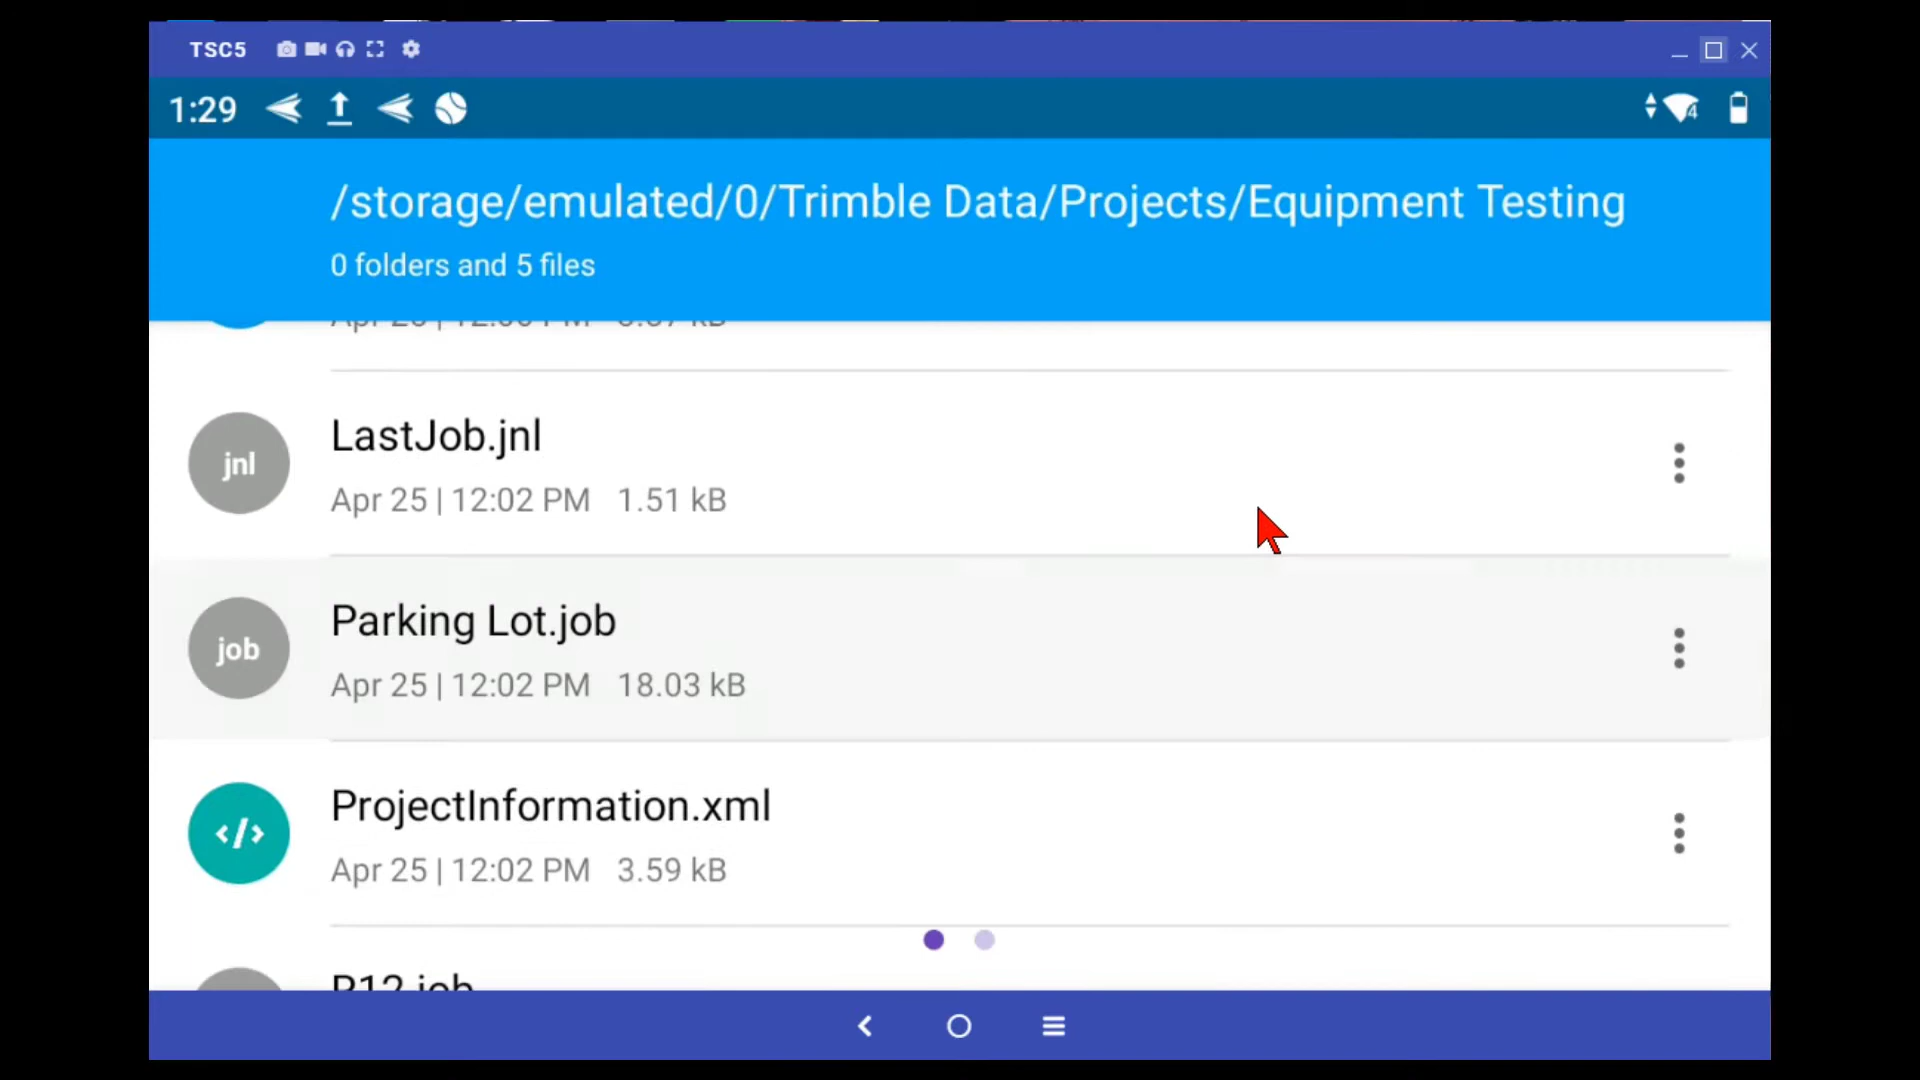 TSC5
1:29
4
/storage/emulated/0/Trimble Data/Projects/Equipment Testing
0 folders and 5 files
jnl
LastJob.jnl
Apr 25 | 12:02 PM 1.51 kB
job
Parking Lot.job
Apr 25 | 12:02 PM 18.03 kB
</>
ProjectInformation.xml
Apr 25 | 12:02 PM 3.59 kB